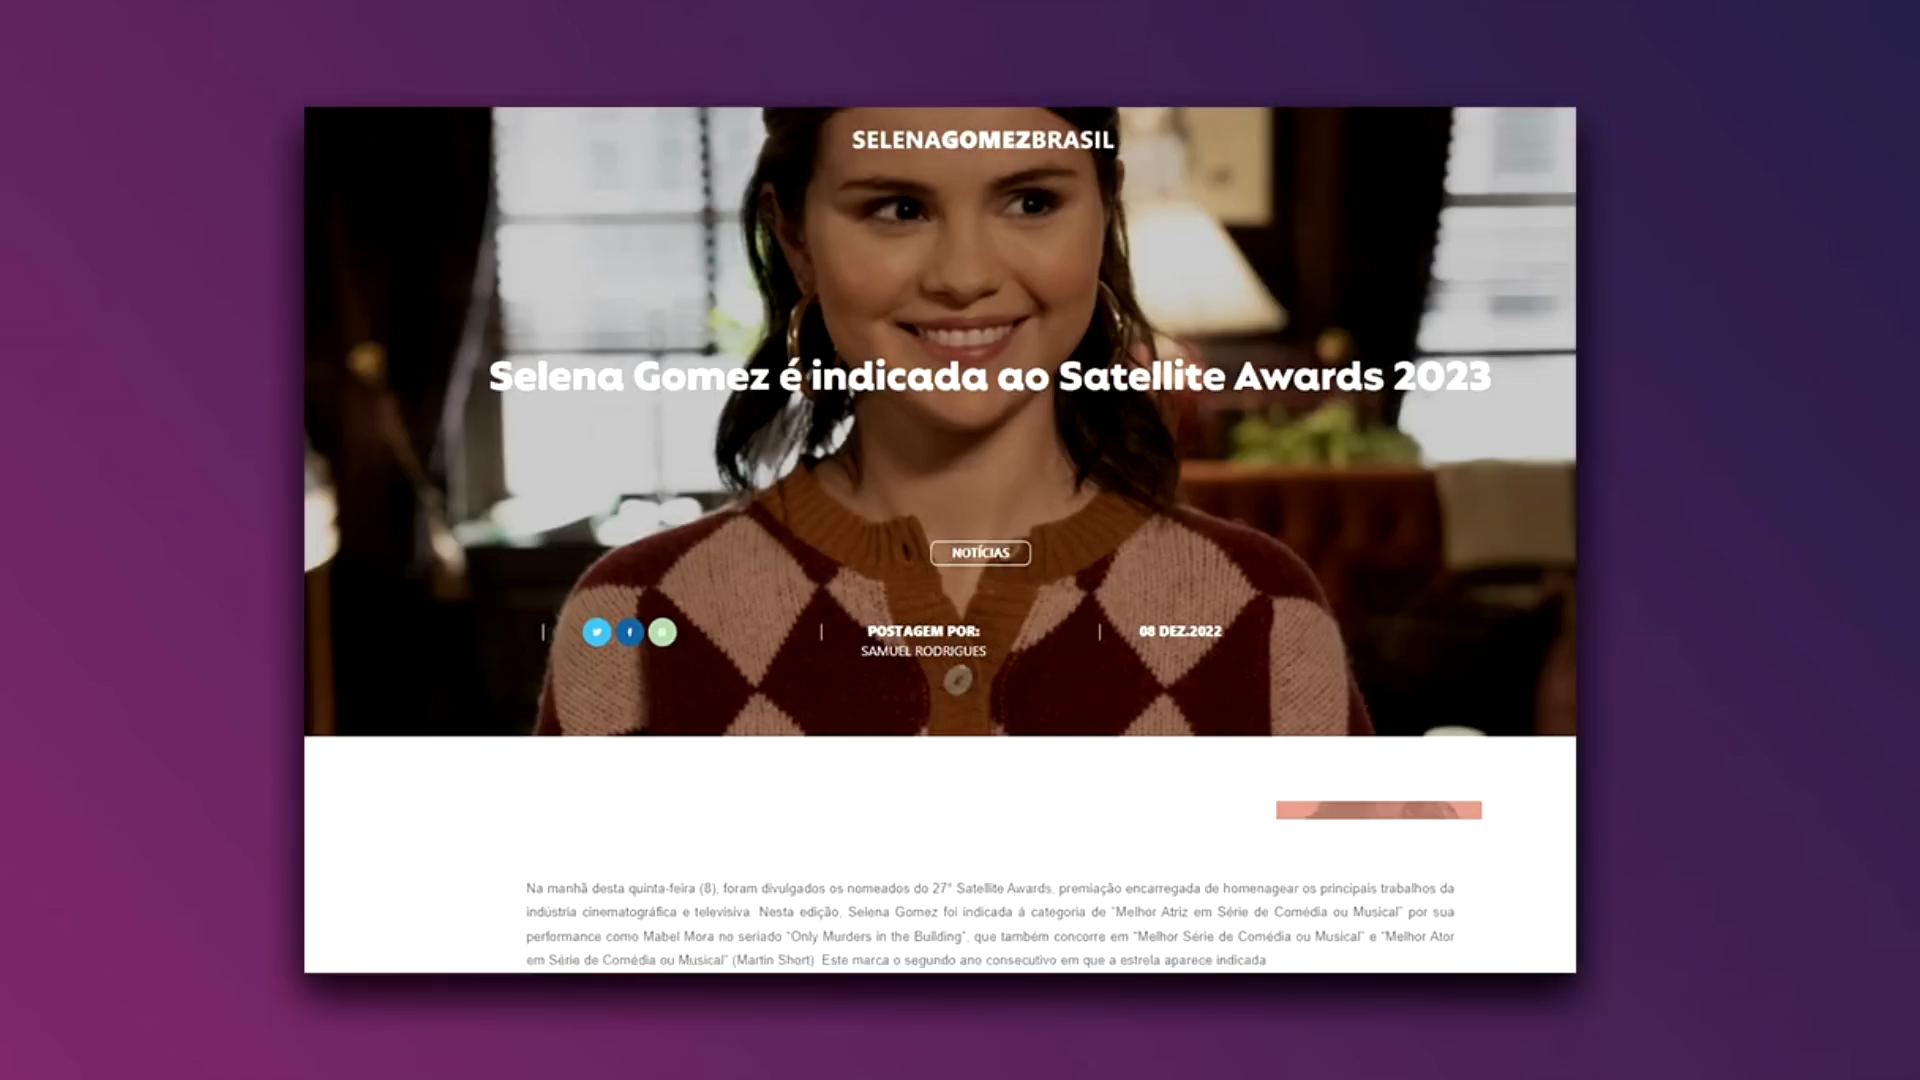 SELENAGOMEZBRASIL
Selena Gomez é indicada ao Satellite Awards 2023
NOTÍCIAS
POSTAGEM POR:
SAMUEL RODRIGUES
08 DEZ.2022
Na manhã desta quinta-feira (8), foram divulgados os nomeados do 27° Satellite Awards, premiação encarregada de homenagear os principais trabalhos da
indústria cinematográfica e televisiva. Nesta edição, Selena Gomez foi indicada à categoria de “Melhor Atriz em Série de Comédia ou Musical” por sua
performance como Mabel Mora no seriado “Only Murders in the Building”, que também concorre em “Melhor Série de Comédia ou Musical” e “Melhor Ator
em Série de Comédia ou Musical” (Martin Short). Este marca o segundo ano consecutivo em que a estrela aparece indicada